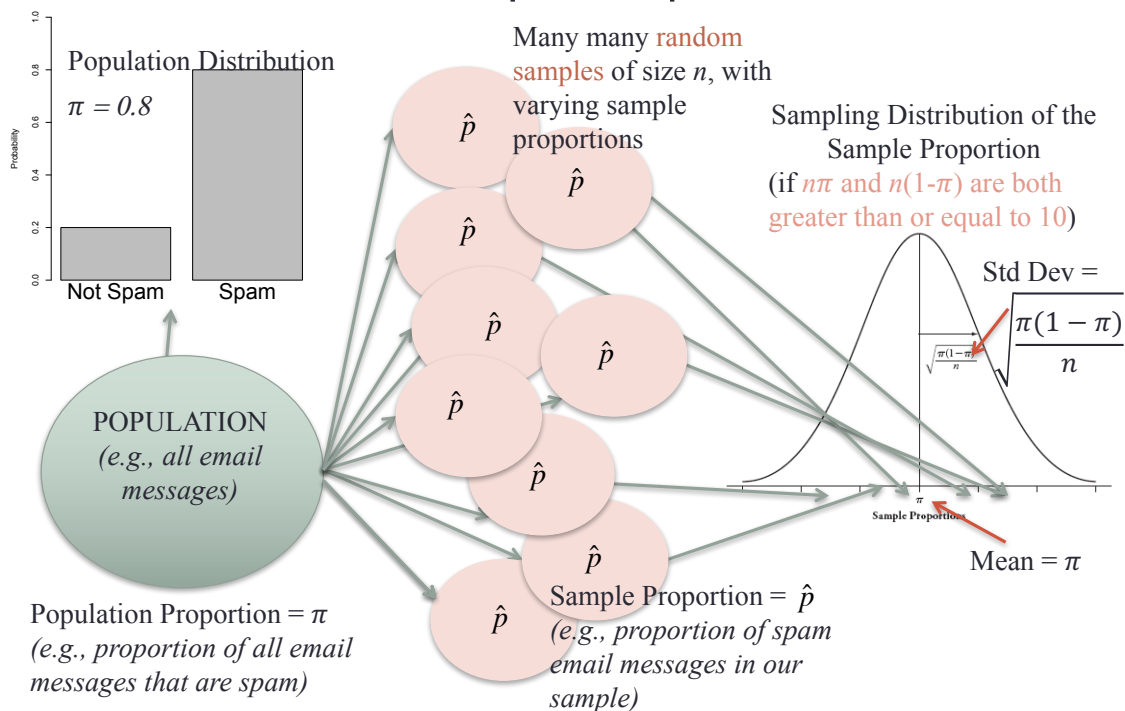 1.0
0.8
0.6
0.4
0.2
0.0
Probability
Population Distribution
π = 0.8
Not Spam
Spam
POPULATION
(e.g., all email
messages)
Population Proportion = π
(e.g., proportion of all email
messages that are spam)
Many many random
samples of size n, with
varying sample
proportions
p̂
p̂
p̂
p̂
p̂
p̂
p̂
p̂
p̂
Sample Proportion = p̂
(e.g., proportion of spam
email messages in our
sample)
Sampling Distribution of the
Sample Proportion
(if nπ and n(1-π) are both
greater than or equal to 10)
Std Dev =
√(π(1 − π)/n)
√(π(1−π)/n)
π
Sample Proportions
Mean = π